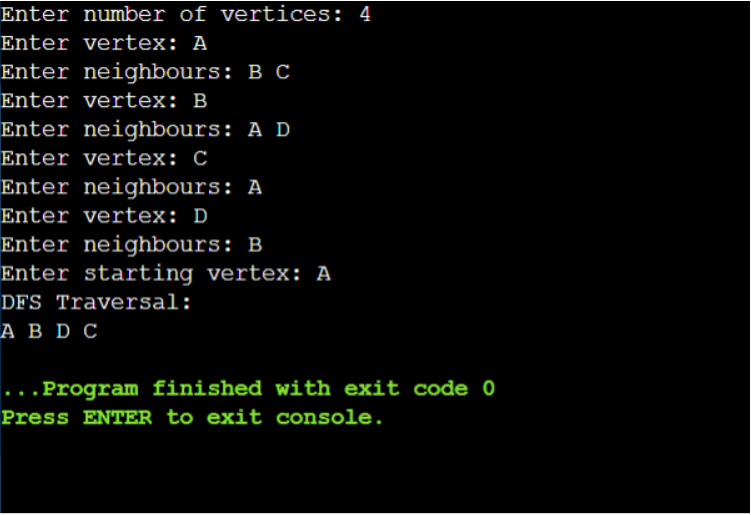 Enter number of vertices: 4
Enter vertex: A
Enter neighbours: B C
Enter vertex: B
Enter neighbours: A D
Enter vertex: C
Enter neighbours: A
Enter vertex: D
Enter neighbours: B
Enter starting vertex: A
DFS Traversal:
A B D C
...Program finished with exit code 0
Press ENTER to exit console.